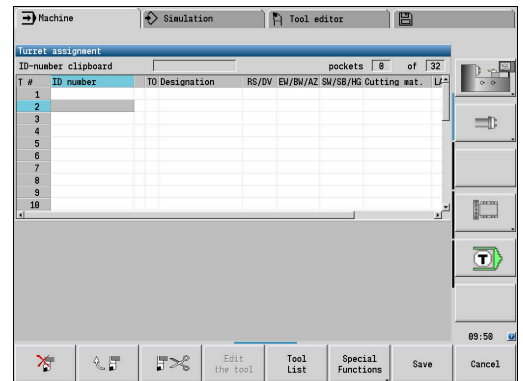 Machine
Simulation
Tool editor
Turret assignment
ID-number clipboard
pockets 0 of 32
T # ID number TO Designation RS/DV EW/BW/AZ SW/SB/HG Cutting mat.
1
2
3
4
5
6
7
8
9
10
T
09:50
Edit the tool
Tool List
Special Functions
Save
Cancel